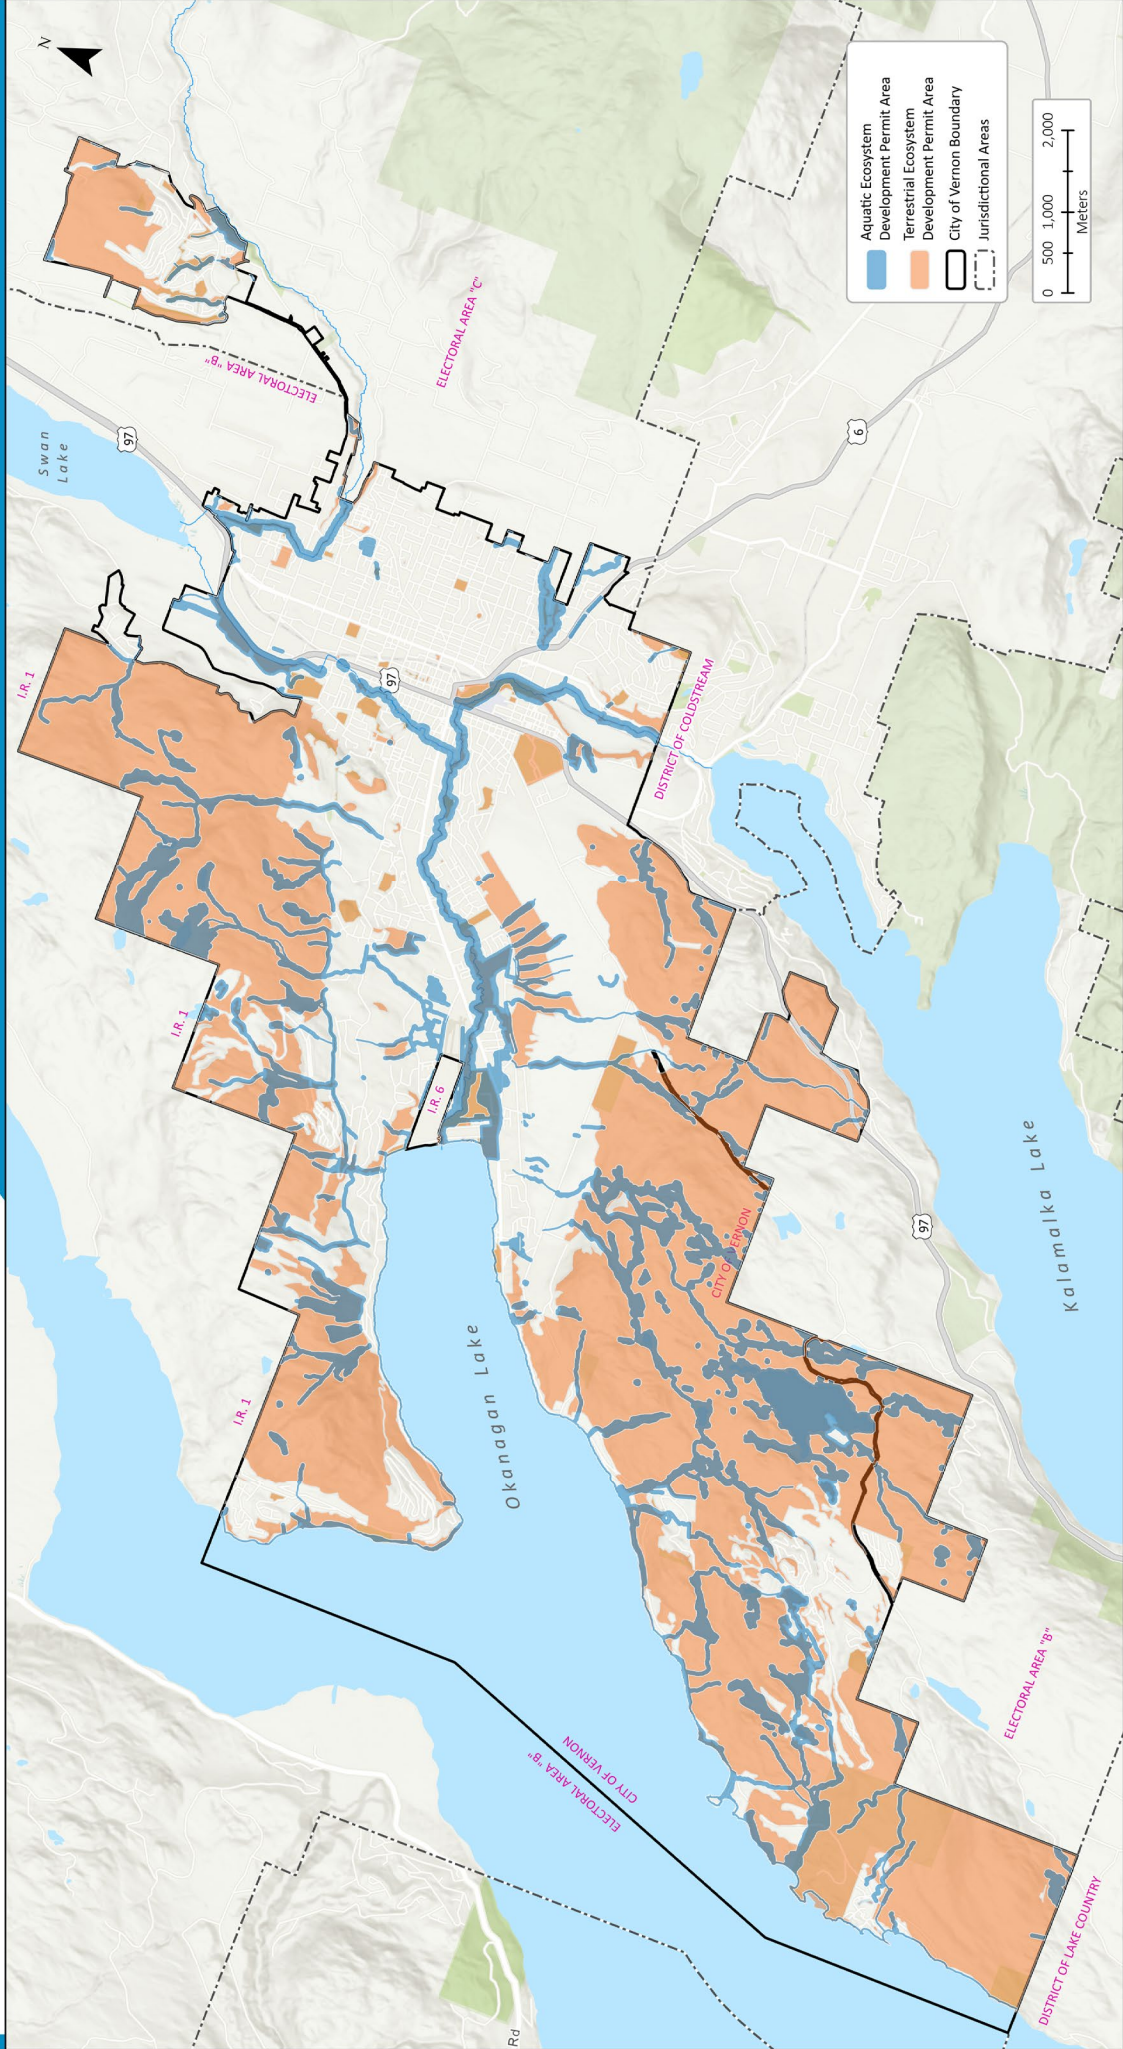 N
Aquatic Ecosystem
Development Permit Area
Terrestrial Ecosystem
Development Permit Area
City of Vernon Boundary
Jurisdictional Areas
0 500 1,000 2,000
Meters
Swan
Lake
97
ELECTORAL AREA "B"
ELECTORAL AREA "C"
6
I.R. 1
97
DISTRICT OF COLDSTREAM
I.R. 1
I.R. 6
I.R. 1
Okanagan Lake
CITY OF VERNON
97
Kalamalka Lake
CITY OF VERNON
ELECTORAL AREA "B"
ELECTORAL AREA "B"
DISTRICT OF LAKE COUNTRY
Rd